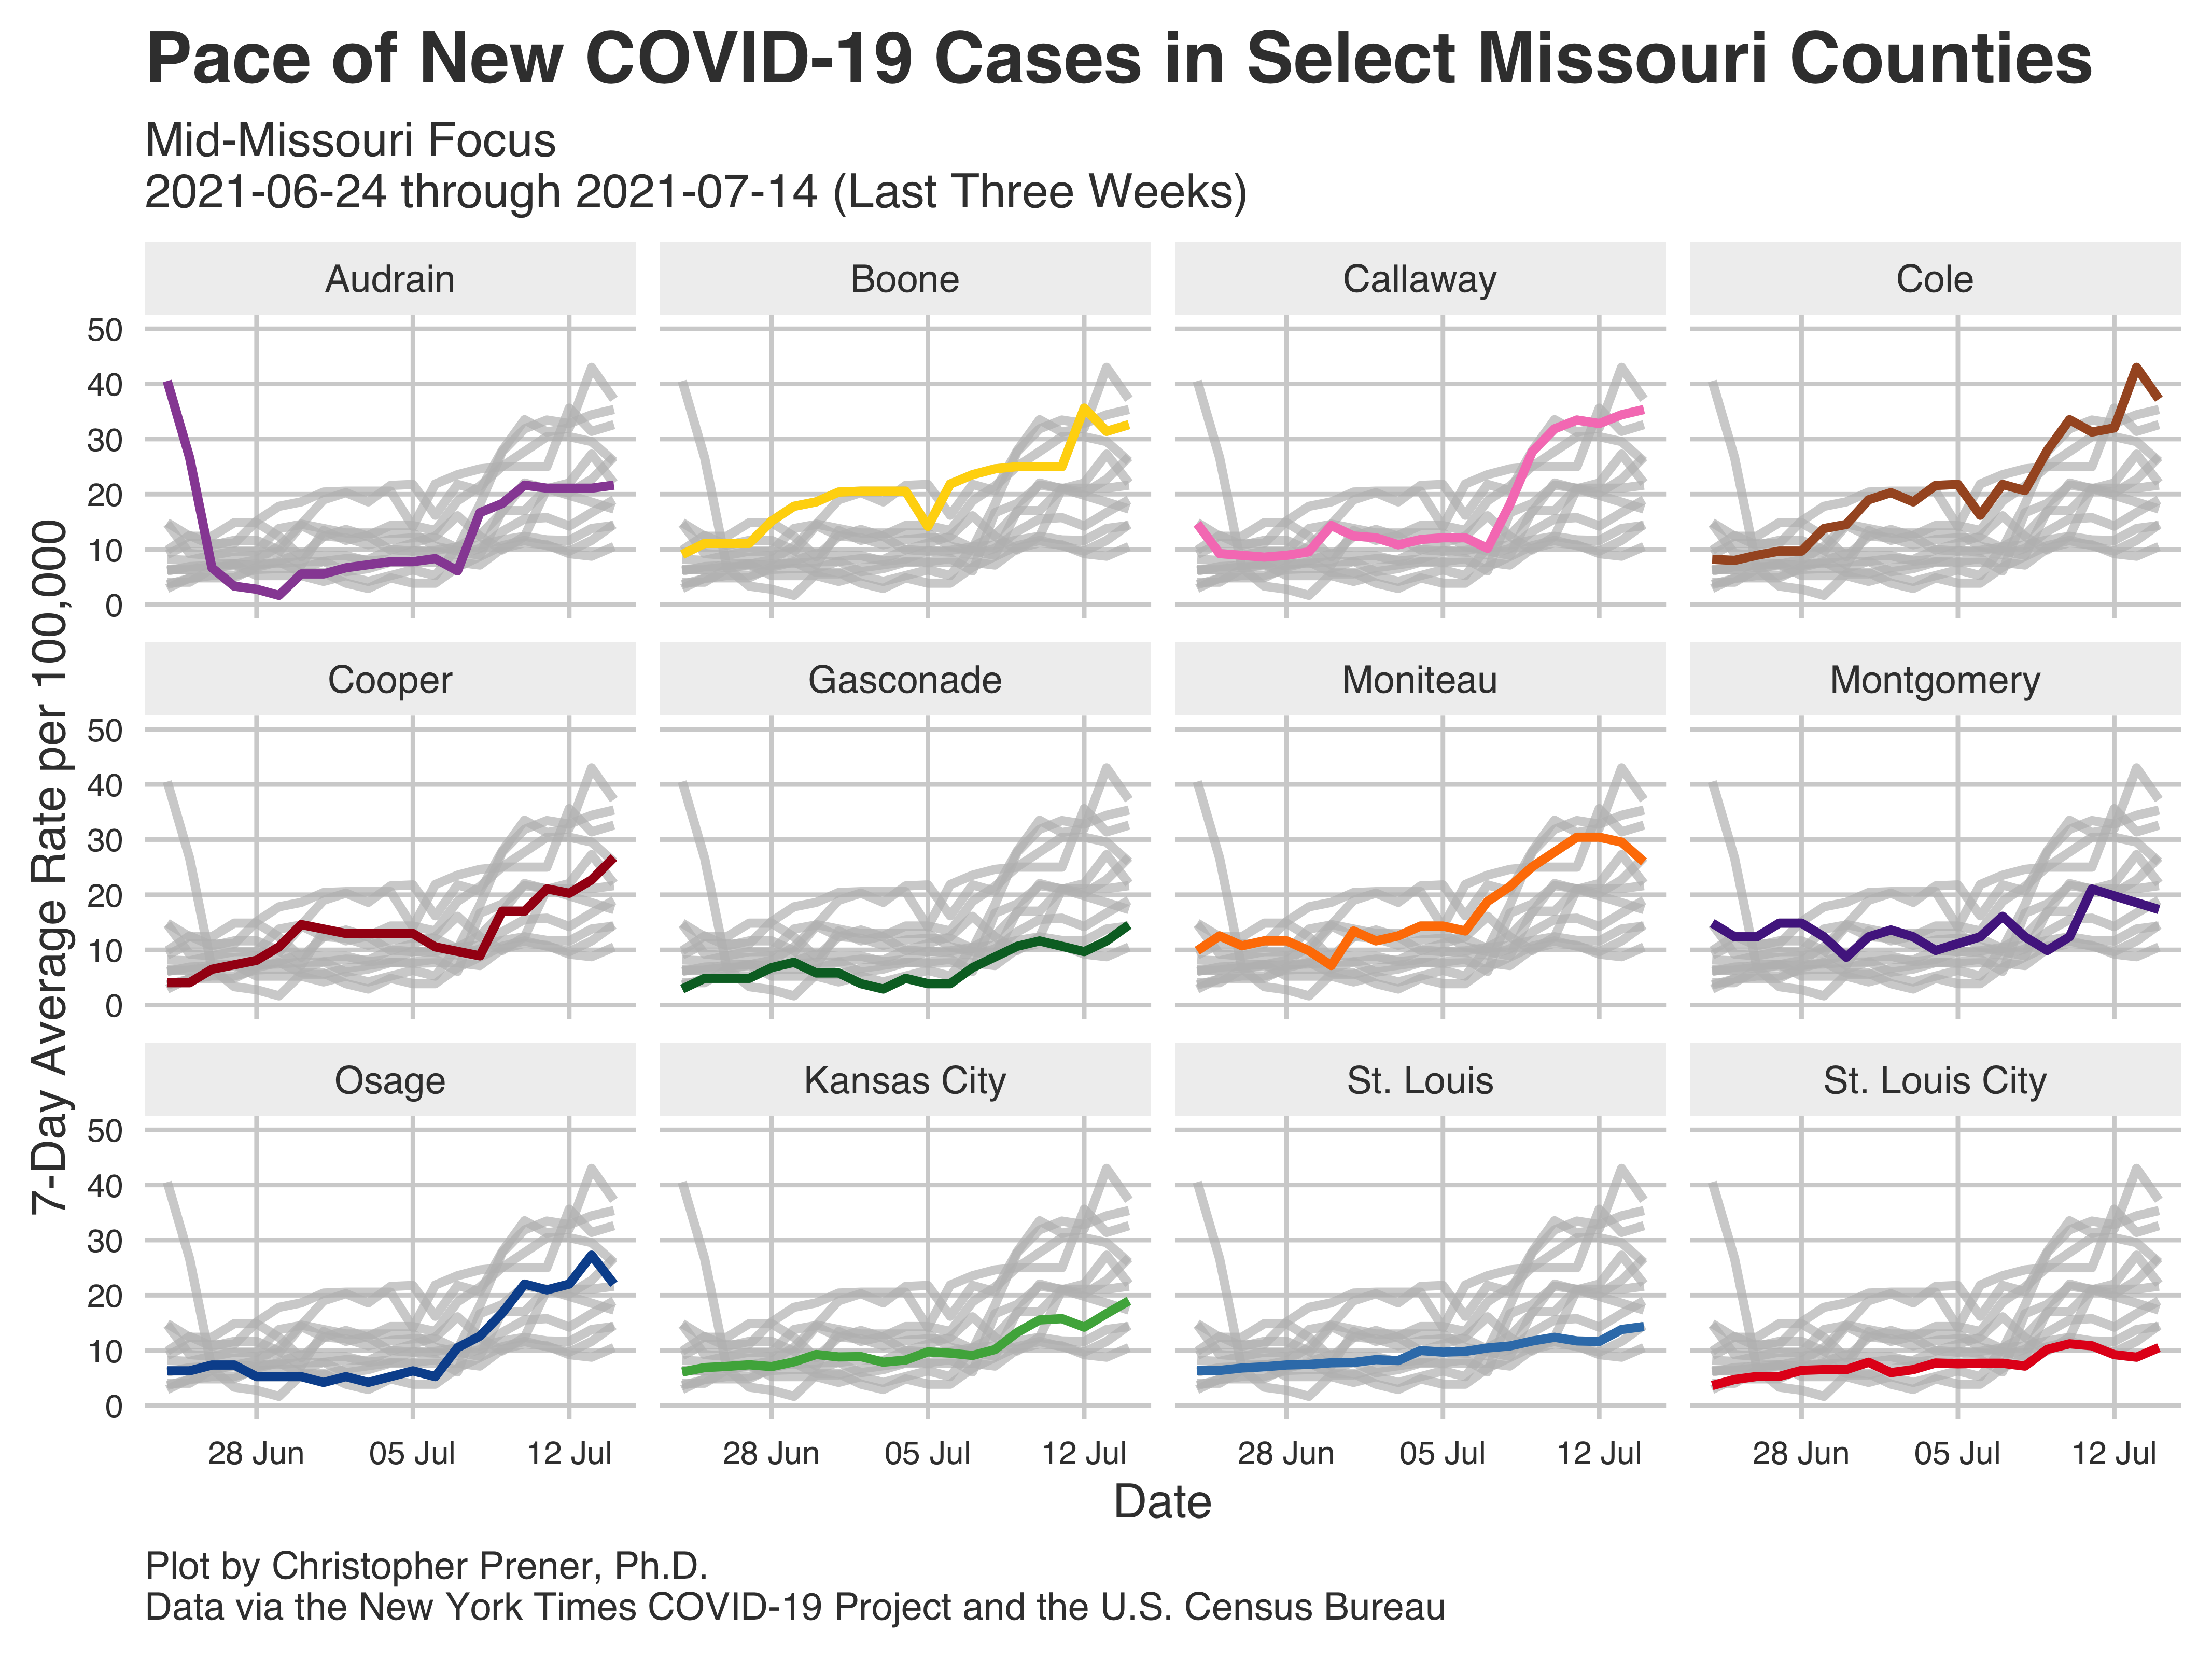 Pace of New COVID-19 Cases in Select Missouri Counties
Mid-Missouri Focus
2021-06-24 through 2021-07-14 (Last Three Weeks)
7-Day Average Rate per 100,000
Audrain
Boone
Callaway
Cole
50
40
30
20
10
0
Cooper
Gasconade
Moniteau
Montgomery
50
40
30
20
10
0
Osage
Kansas City
St. Louis
St. Louis City
50
40
30
20
10
0
28 Jun 05 Jul 12 Jul
28 Jun 05 Jul 12 Jul
28 Jun 05 Jul 12 Jul
28 Jun 05 Jul 12 Jul
Date
Plot by Christopher Prener, Ph.D.
Data via the New York Times COVID-19 Project and the U.S. Census Bureau